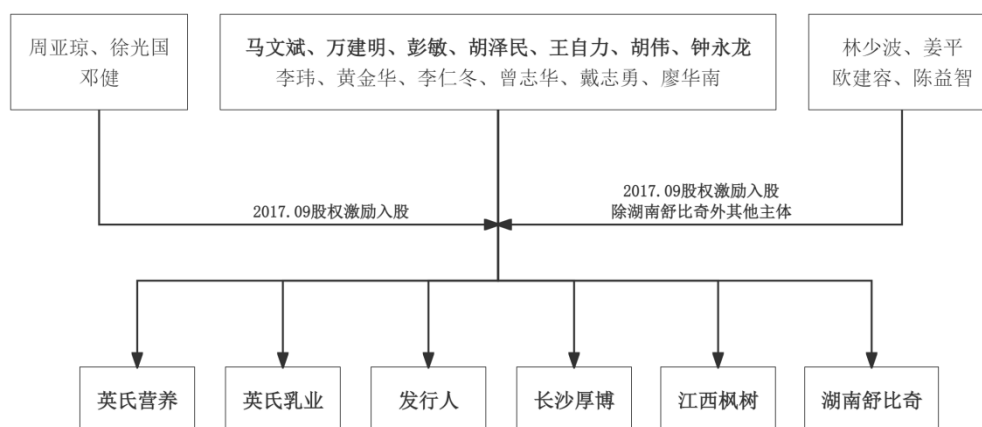 周亚琼、徐光国
邓健
马文斌、万建明、彭敏、胡泽民、王自力、胡伟、钟永龙
李玮、黄金华、李仁冬、曾志华、戴志勇、廖华南
林少波、姜平
欧建容、陈益智
2017.09股权激励入股
2017.09股权激励入股
除湖南舒比奇外其他主体
英氏营养
英氏乳业
发行人
长沙厚博
江西枫树
湖南舒比奇